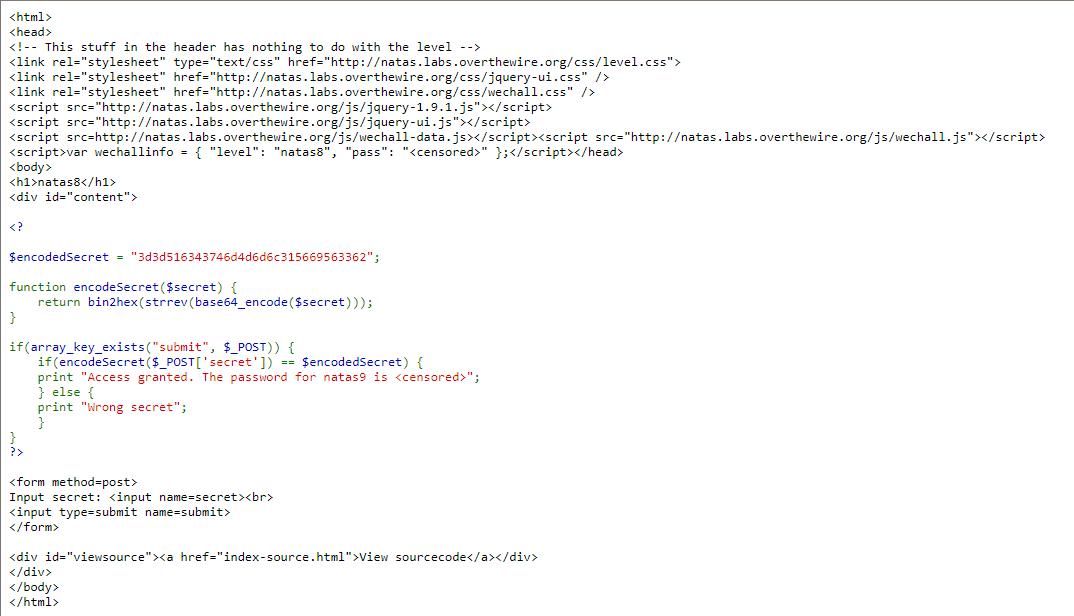 <html>
<head>
<!-- This stuff in the header has nothing to do with the level -->
<link rel="stylesheet" type="text/css" href="http://natas.labs.overthewire.org/css/level.css">
<link rel="stylesheet" href="http://natas.labs.overthewire.org/css/jquery-ui.css" />
<link rel="stylesheet" href="http://natas.labs.overthewire.org/css/wechall.css" />
<script src="http://natas.labs.overthewire.org/js/jquery-1.9.1.js"></script>
<script src="http://natas.labs.overthewire.org/js/jquery-ui.js"></script>
<script src=http://natas.labs.overthewire.org/js/wechall-data.js></script><script src="http://natas.labs.overthewire.org/js/wechall.js"></script>
<script>var wechallinfo = { "level": "natas8", "pass": "<censored>" };</script></head>
<body>
<h1>natas8</h1>
<div id="content">

<?

$encodedSecret = "3d3d516343746d4d6d6c315669563362";

function encodeSecret($secret) {
    return bin2hex(strrev(base64_encode($secret)));
}

if(array_key_exists("submit", $_POST)) {
    if(encodeSecret($_POST['secret']) == $encodedSecret) {
    print "Access granted. The password for natas9 is <censored>";
    } else {
    print "Wrong secret";
    }
}
?>

<form method=post>
Input secret: <input name=secret><br>
<input type=submit name=submit>
</form>

<div id="viewsource"><a href="index-source.html">View sourcecode</a></div>
</div>
</body>
</html>